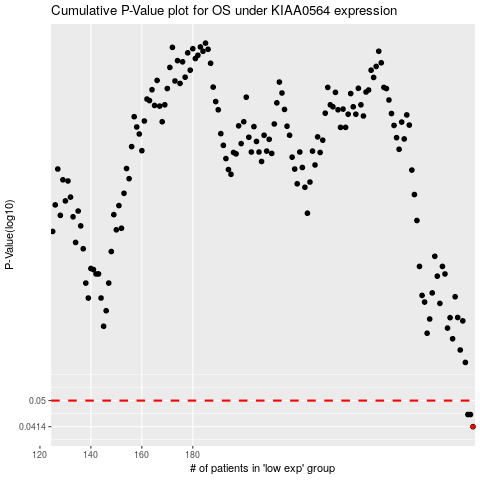 Cumulative P-Value plot for OS under KIAA0564 expression
P-Value(log10)
0.05
0.0414
120 140 160 180
# of patients in 'low exp' group